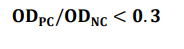 OD_PC/OD_NC < 0.3